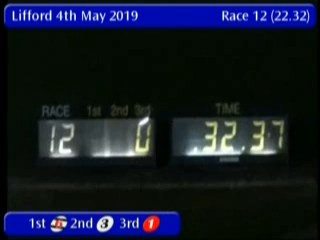 Lifford 4th May 2019 Race 12 (22.32)
RACE 1st 2nd 3rd TIME
12 0 .32.37
1st 2nd 3 3rd 1